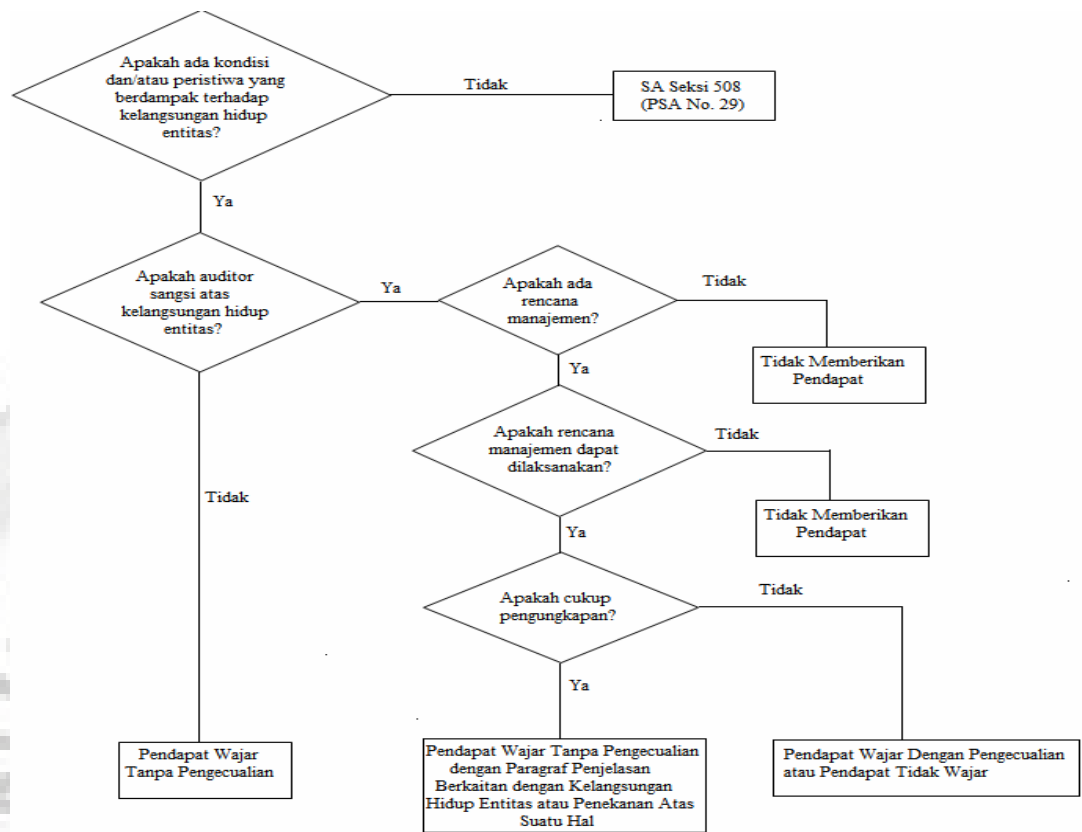 Apakah ada kondisi
dan/atau peristiwa yang
berdampak terhadap
kelangsungan hidup
entitas?
Tidak
SA Seksi 508
(PSA No. 29)
Ya
Apakah auditor
sangsi atas
kelangsungan hidup
entitas?
Ya
Apakah ada
rencana
manajemen?
Tidak
Tidak Memberikan
Pendapat
Ya
Apakah rencana
manajemen dapat
dilaksanakan?
Tidak
Tidak Memberikan
Pendapat
Tidak
Ya
Apakah cukup
pengungkapan?
Tidak
Ya
Pendapat Wajar
Tanpa Pengecualian
Pendapat Wajar Tanpa Pengecualian
dengan Paragraf Penjelasan
Berkaitan dengan Kelangsungan
Hidup Entitas atau Penekanan Atas
Suatu Hal
Pendapat Wajar Dengan Pengecualian
atau Pendapat Tidak Wajar